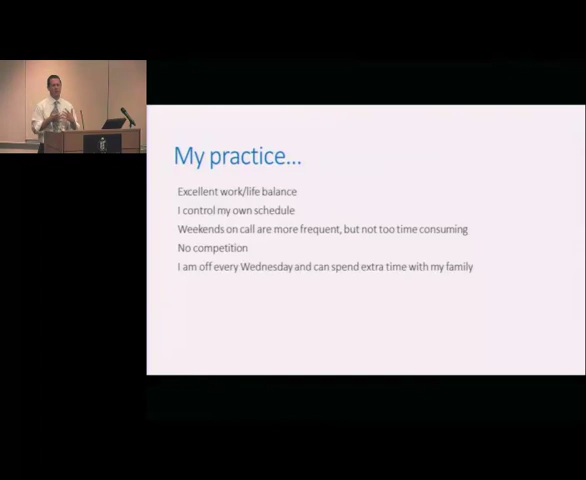 My practice...
Excellent work/life balance
I control my own schedule
Weekends on call are more frequent, but not too time consuming
No competition
I am off every Wednesday and can spend extra time with my family